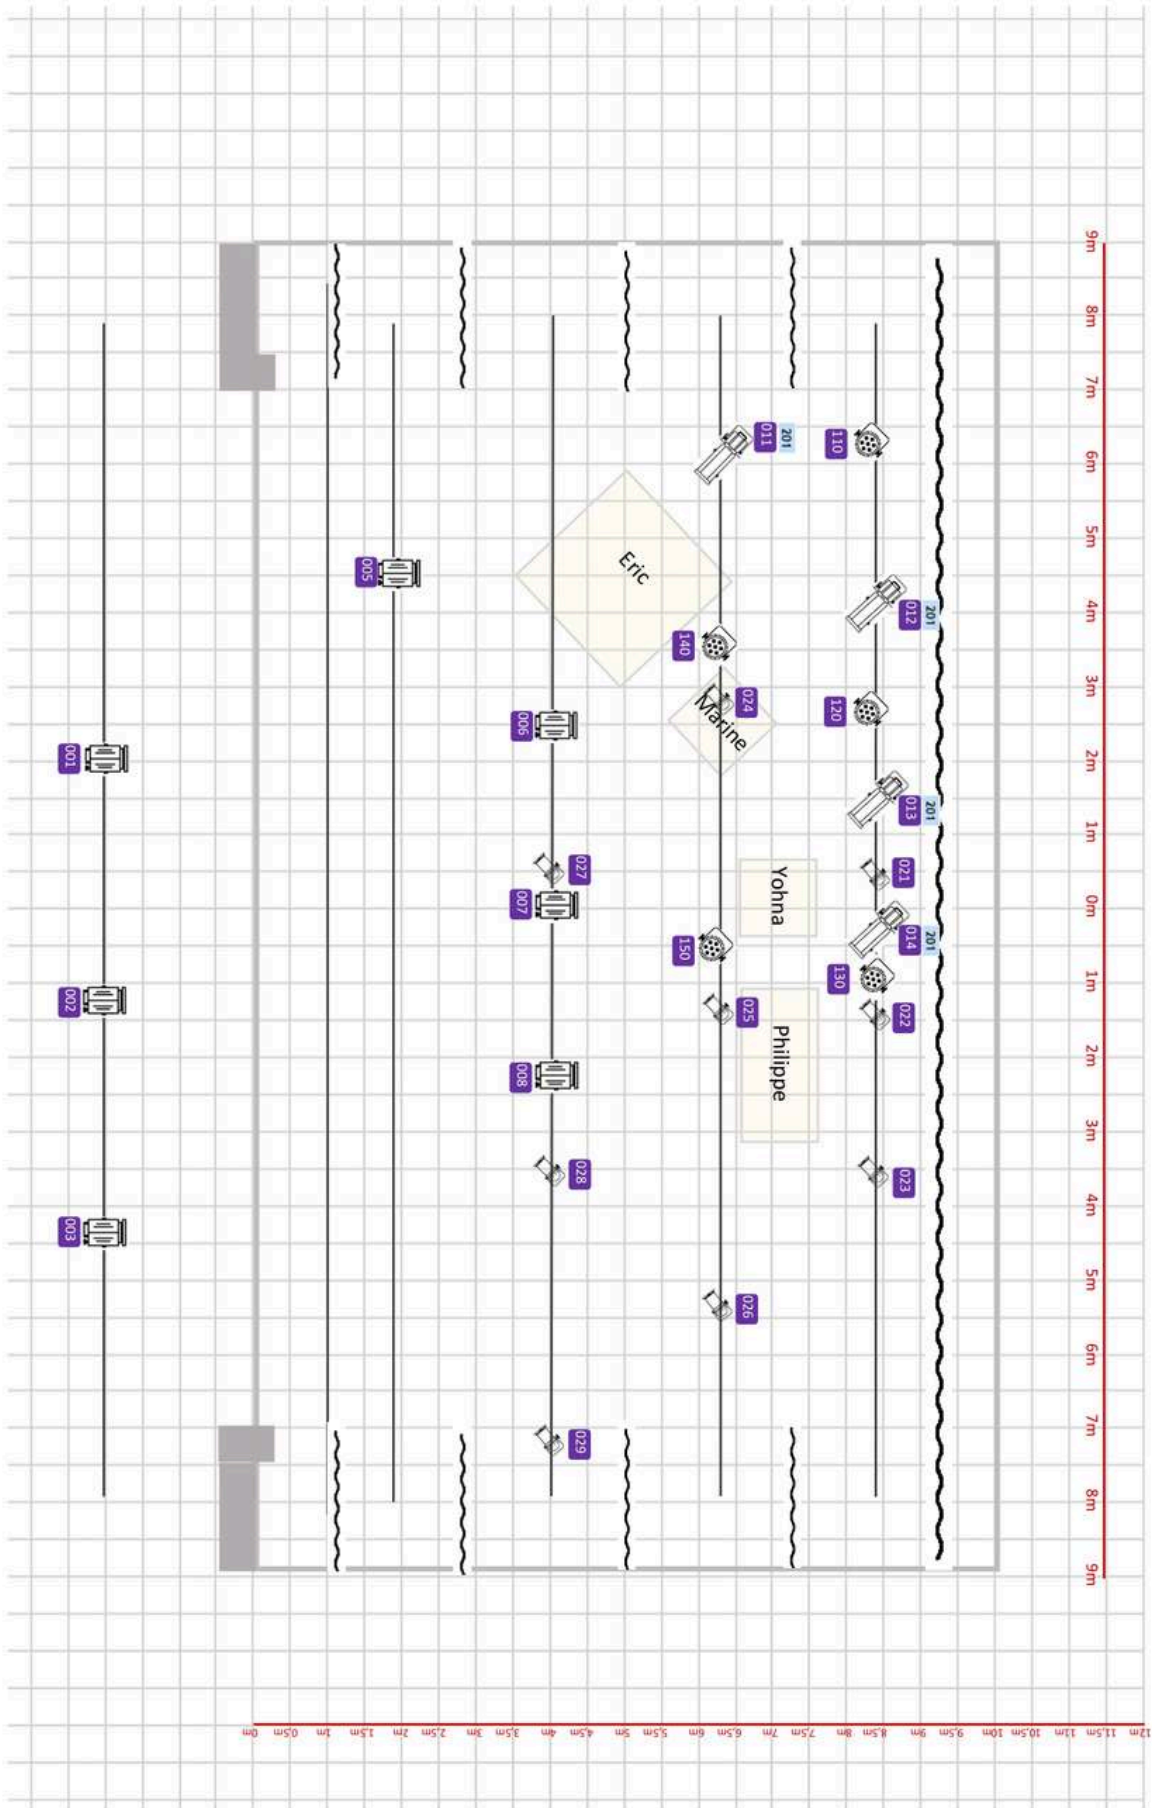 9m
8m
7m
6m
5m
4m
3m
2m
1m
0m
1m
2m
3m
4m
5m
6m
7m
8m
9m
011 201
110
Eric
005
012 201
140
024
Marine
120
006
001
013 201
027
021
Yohna
007
014 201
150
130
002
025
022
Philippe
008
028
023
003
026
029
0m 0,5m 1m 1,5m 2m 2,5m 3m 3,5m 4m 4,5m 5m 5,5m 6m 6,5m 7m 7,5m 8m 8,5m 9m 9,5m 10m 10,5m 11m 11,5m 12m